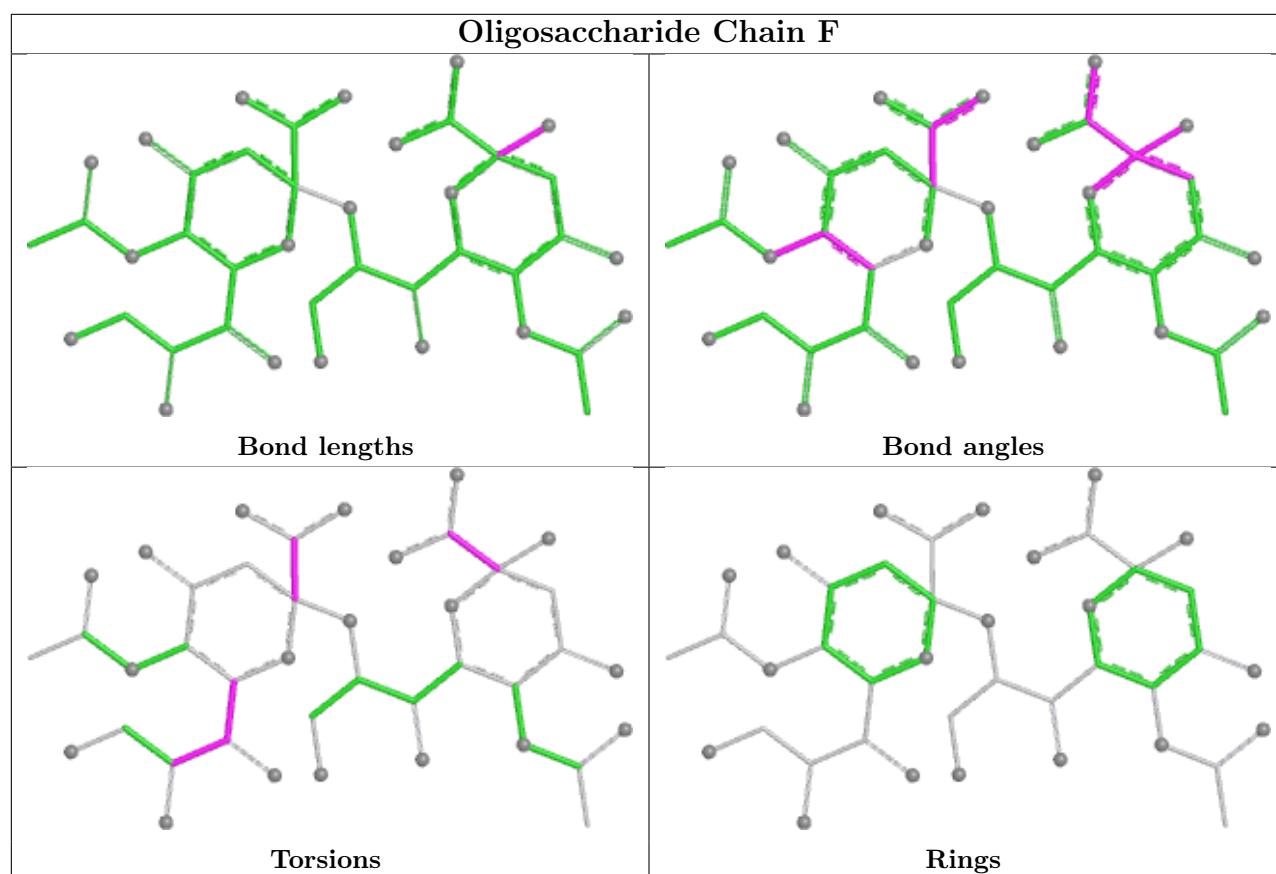 Oligosaccharide Chain F
Bond lengths
Bond angles
Torsions
Rings